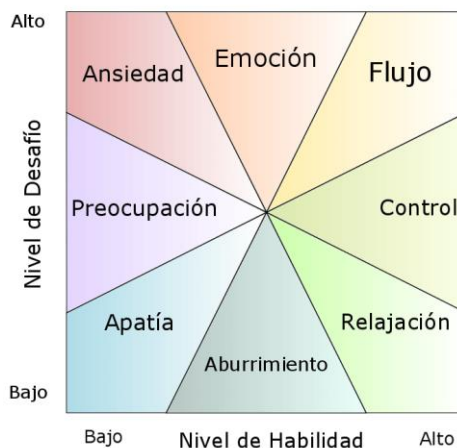 Alto
Ansiedad
Emoción
Flujo
Nivel de Desafío
Preocupación
Control
Apatía
Aburrimiento
Relajación
Bajo
Bajo
Nivel de Habilidad
Alto